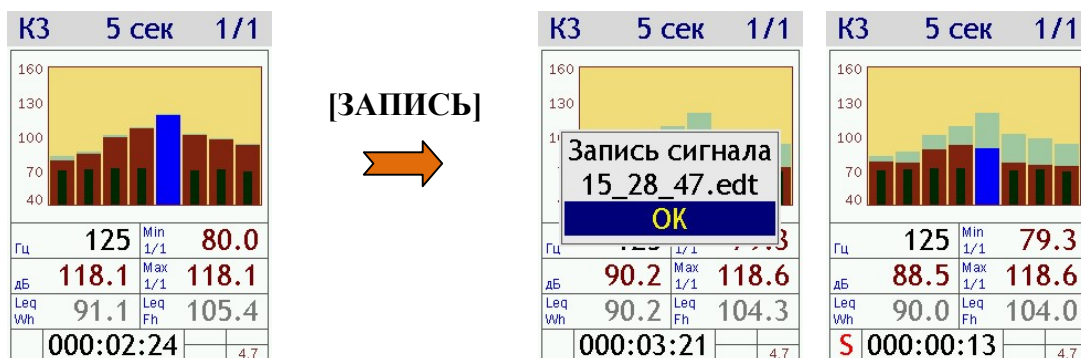 К3 5 сек 1/1
160
130
100
70
40
Гц 125 Min 1/1 80.0
дБ 118.1 Max 1/1 118.1
Leq Wh 91.1 Leq Fh 105.4
000:02:24 4.7
[ЗАПИСЬ]
К3 5 сек 1/1
160
130
Запись сигнала
15_28_47.edt
OK
40
Гц 1/1
дБ 90.2 Max 1/1 118.6
Leq Wh 90.2 Leq Fh 104.3
000:03:21 4.7
К3 5 сек 1/1
160
130
100
70
40
Гц 125 Min 1/1 79.3
дБ 88.5 Max 1/1 118.6
Leq Wh 90.0 Leq Fh 104.0
S 000:00:13 4.7